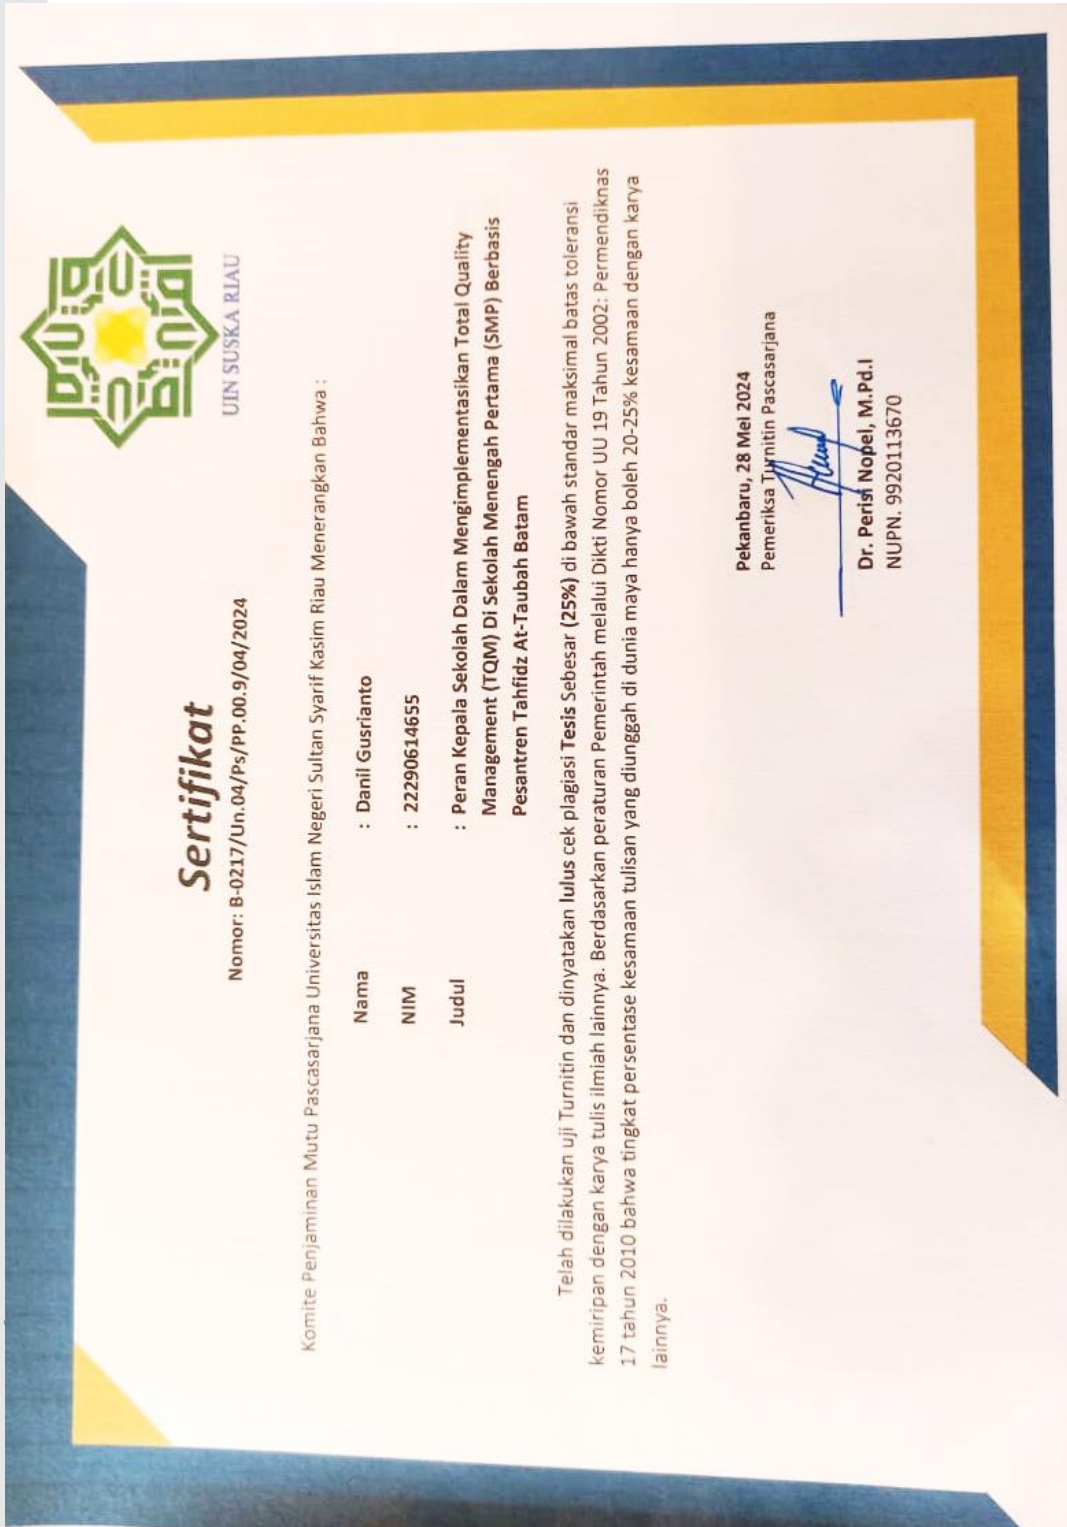 UIN SUSKA RIAU
Sertifikat
Nomor: B-0217/Un.04/Ps/PP.00.9/04/2024
Komite Penjaminan Mutu Pascasarjana Universitas Islam Negeri Sultan Syarif Kasim Riau Menerangkan Bahwa :
Nama : Danil Gusrianto
NIM : 22290614655
Judul : Peran Kepala Sekolah Dalam Mengimplementasikan Total Quality
Management (TQM) Di Sekolah Menengah Pertama (SMP) Berbasis
Pesantren Tahfidz At-Taubah Batam
Telah dilakukan uji Turnitin dan dinyatakan lulus cek plagiasi Tesis Sebesar (25%) di bawah standar maksimal batas toleransi
kemiripan dengan karya tulis ilmiah lainnya. Berdasarkan peraturan Pemerintah melalui Dikti Nomor UU 19 Tahun 2002: Permendiknas
17 tahun 2010 bahwa tingkat persentase kesamaan tulisan yang diunggah di dunia maya hanya boleh 20-25% kesamaan dengan karya
lainnya.
Pekanbaru, 28 Mei 2024
Pemeriksa Turnitin Pascasarjana
Dr. Perisi Nopel, M.Pd.I
NUPN. 9920113670